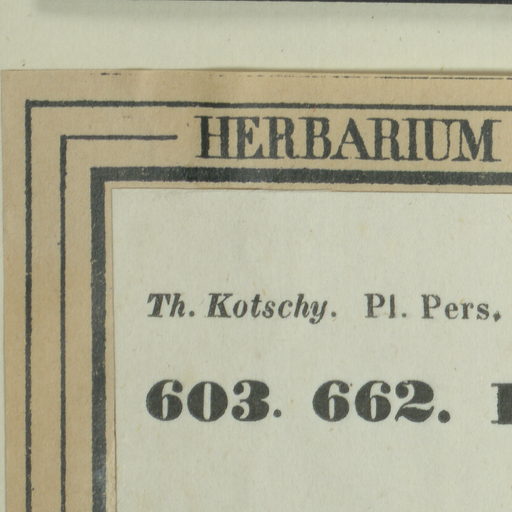 HERBARIUM
Th. Kotschy. Pl. Pers.
603. 662.